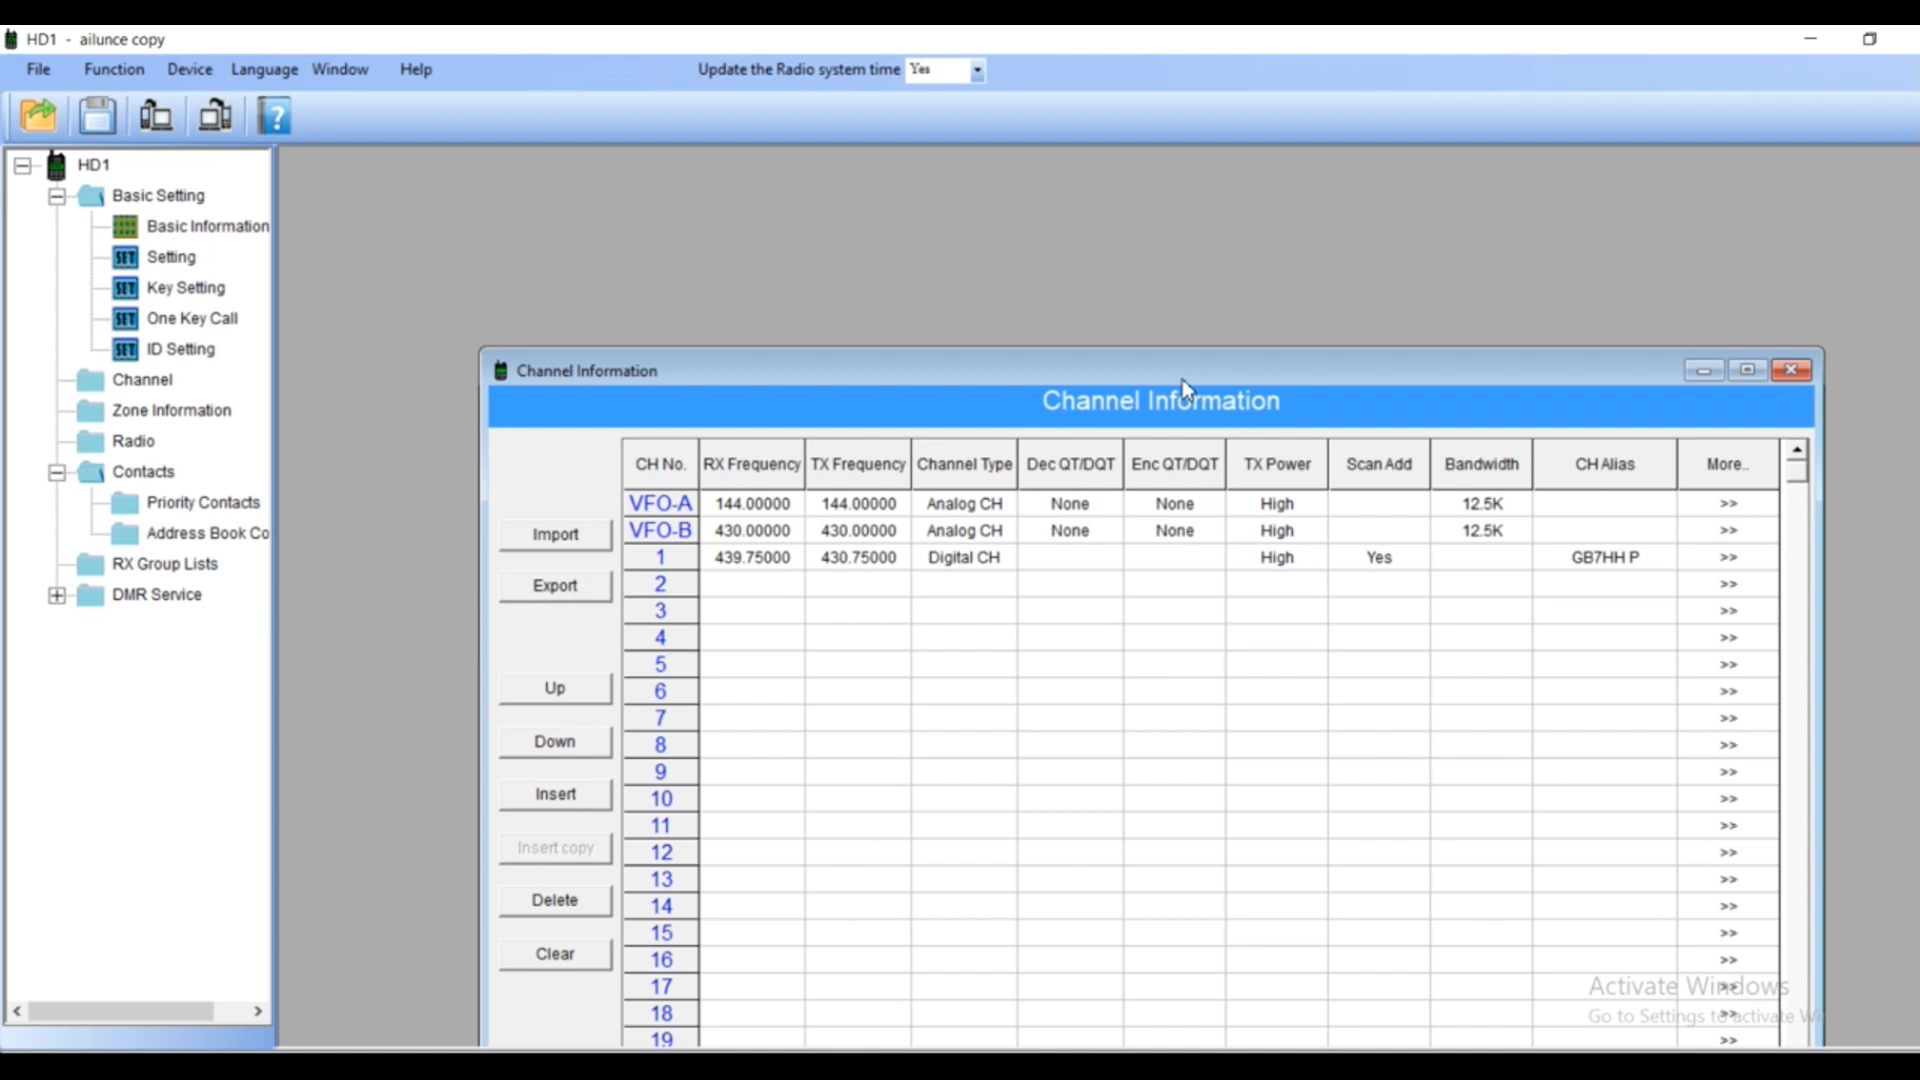 HD1 - ailunce copy
File Function Device Language Window Help Update the Radio system time Yes
HD1
Basic Setting
Basic Information
SET Setting
SET Key Setting
SET One Key Call
SET ID Setting
Channel
Zone Information
Radio
Contacts
Priority Contacts
Address Book Co
RX Group Lists
DMR Service
Channel Information
Channel Information
Import
Export
Up
Down
Insert
Insert copy
Delete
Clear
CH No. RX Frequency TX Frequency Channel Type Dec QT/DQT Enc QT/DQT TX Power Scan Add Bandwidth CH Alias More..
VFO-A 144.00000 144.00000 Analog CH None None High 12.5K >>
VFO-B 430.00000 430.00000 Analog CH None None High 12.5K >>
1 439.75000 430.75000 Digital CH High Yes GB7HH P >>
2 >>
3 >>
4 >>
5 >>
6 >>
7 >>
8 >>
9 >>
10 >>
11 >>
12 >>
13 >>
14 >>
15 >>
16 >>
17 >>
18 >>
19 >>
Activate Windows
Go to Settings to activate